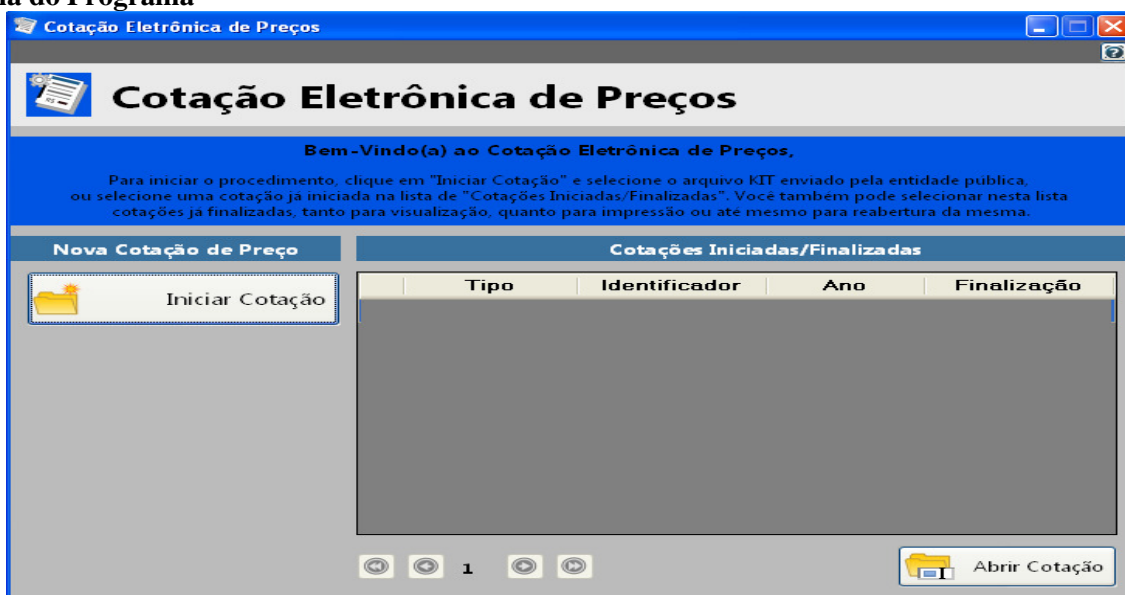 do Programa
Cotação Eletrônica de Preços
Cotação Eletrônica de Preços
Bem-Vindo(a) ao Cotação Eletrônica de Preços,
Para iniciar o procedimento, clique em "Iniciar Cotação" e selecione o arquivo KIT enviado pela entidade pública,
ou selecione uma cotação já iniciada na lista de "Cotações Iniciadas/Finalizadas". Você também pode selecionar nesta lista
cotações já finalizadas, tanto para visualização, quanto para impressão ou até mesmo para reabertura da mesma.
Nova Cotação de Preço
Cotações Iniciadas/Finalizadas
Iniciar Cotação
Tipo Identificador Ano Finalização
1
Abrir Cotação